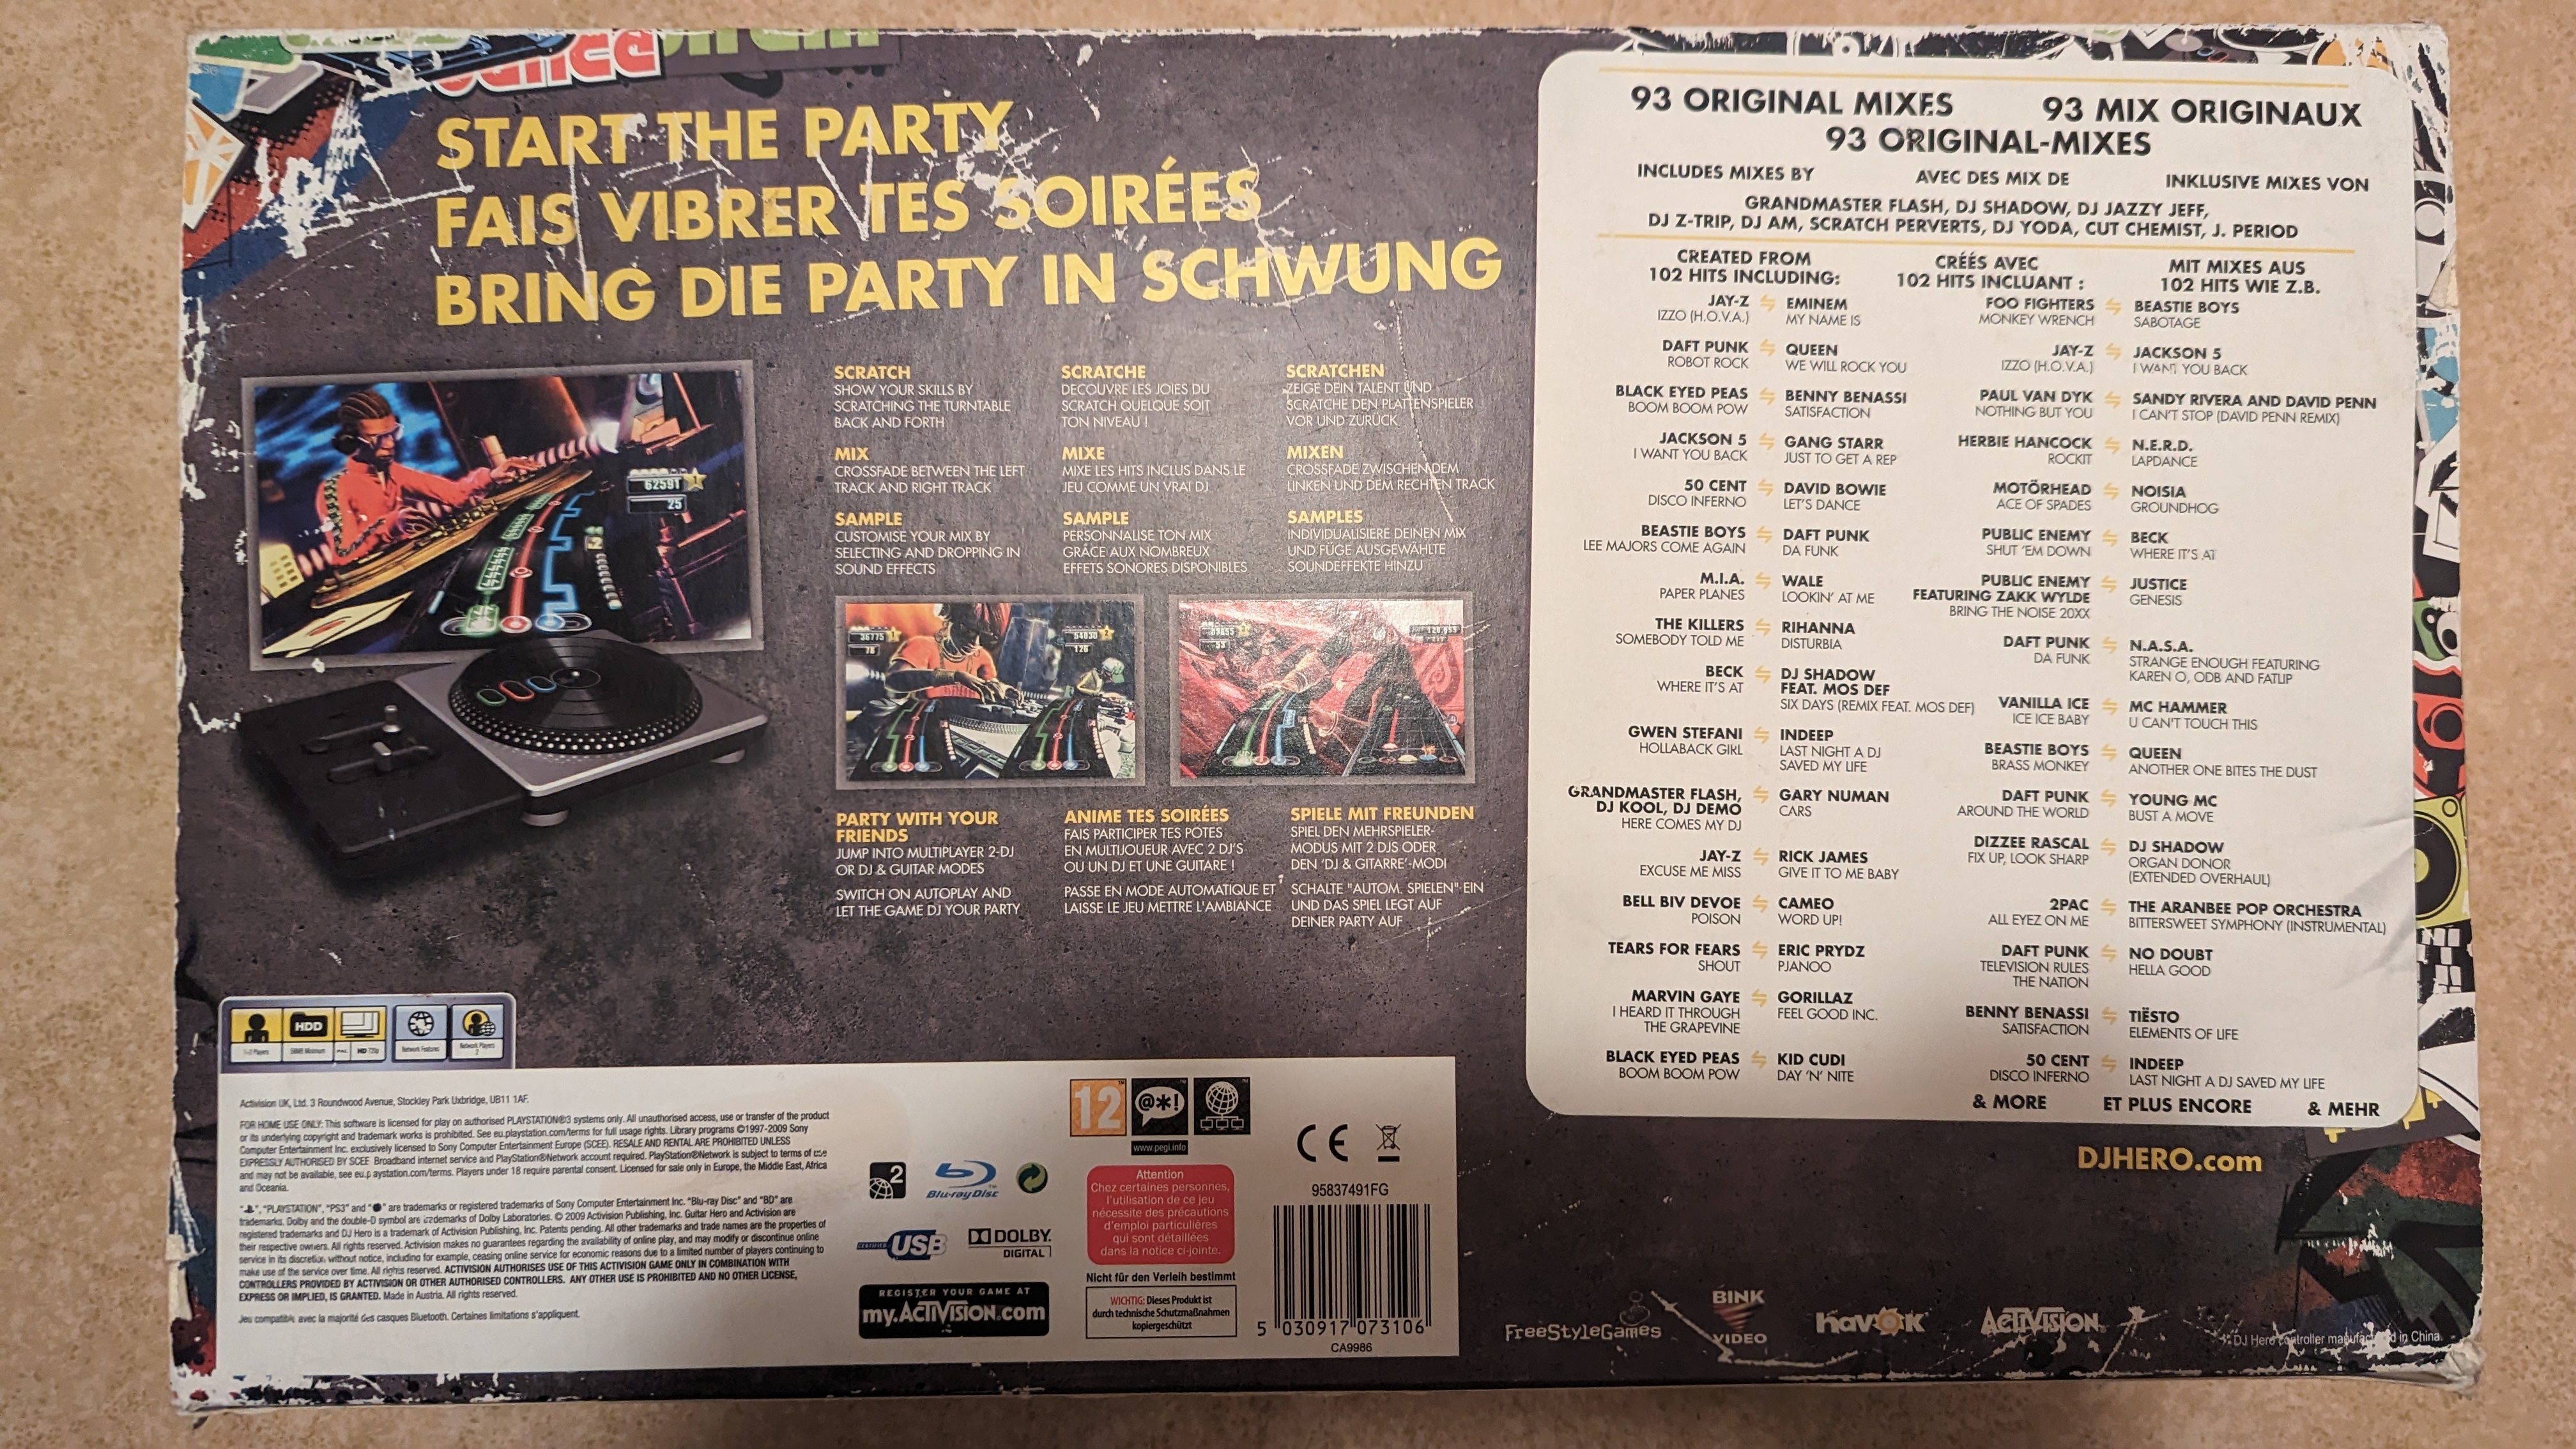 START THE PARTY
FAIS VIBRER TES SOIRÉES
BRING DIE PARTY IN SCHWUNG
SCRATCH
SHOW YOUR SKILLS BY
SCRATCHING THE TURNTABLE
BACK AND FORTH
MIX
CROSSFADE BETWEEN THE LEFT
TRACK AND RIGHT TRACK
SAMPLE
CUSTOMISE YOUR MIX BY
SELECTING AND DROPPING IN
SOUND EFFECTS
SCRATCHE
DECOUVRE LES JOIES DU
SCRATCH QUELQUE SOIT
TON NIVEAU !
MIXE
MIXE LES HITS INCLUS DANS LE
JEU COMME UN VRAI DJ
SAMPLE
PERSONNALISE TON MIX
GRÂCE AUX NOMBREUX
EFFETS SONORES DISPONIBLES
SCRATCHEN
ZEIGE DEIN TALENT UND
SCRATCHE DEN PLATTENSPIELER
VOR UND ZURÜCK
MIXEN
CROSSFADE ZWISCHEN DEM
LINKEN UND DEM RECHTEN TRACK
SAMPLES
INDIVIDUALISIERE DEINEN MIX
UND FÜGE AUSGEWÄHLTE
SOUNDEFFEKTE HINZU
62591
25
36775
78
54030
126
PARTY WITH YOUR
FRIENDS
JUMP INTO MULTIPLAYER 2-DJ
OR DJ & GUITAR MODES
SWITCH ON AUTOPLAY AND
LET THE GAME DJ YOUR PARTY
ANIME TES SOIRÉES
FAIS PARTICIPER TES POTES
EN MULTIJOUEUR AVEC 2 DJ'S
OU UN DJ ET UNE GUITARE !
PASSE EN MODE AUTOMATIQUE ET
LAISSE LE JEU METTRE L'AMBIANCE
SPIELE MIT FREUNDEN
SPIEL DEN MEHRSPIELER-
MODUS MIT 2 DJS ODER
DEN 'DJ & GITARRE'-MODI
SCHALTE "AUTOM. SPIELEN" EIN
UND DAS SPIEL LEGT AUF
DEINER PARTY AUF
93 ORIGINAL MIXES 93 MIX ORIGINAUX
93 ORIGINAL-MIXES
INCLUDES MIXES BY AVEC DES MIX DE INKLUSIVE MIXES VON
GRANDMASTER FLASH, DJ SHADOW, DJ JAZZY JEFF,
DJ Z-TRIP, DJ AM, SCRATCH PERVERTS, DJ YODA, CUT CHEMIST, J. PERIOD
CREATED FROM
102 HITS INCLUDING:
CRÉÉS AVEC
102 HITS INCLUANT :
MIT MIXES AUS
102 HITS WIE Z.B.
JAY-Z EMINEM
IZZO (H.O.V.A.) MY NAME IS
DAFT PUNK QUEEN
ROBOT ROCK WE WILL ROCK YOU
BLACK EYED PEAS BENNY BENASSI
BOOM BOOM POW SATISFACTION
JACKSON 5 GANG STARR
I WANT YOU BACK JUST TO GET A REP
50 CENT DAVID BOWIE
DISCO INFERNO LET'S DANCE
BEASTIE BOYS DAFT PUNK
LEE MAJORS COME AGAIN DA FUNK
M.I.A. WALE
PAPER PLANES LOOKIN' AT ME
THE KILLERS RIHANNA
SOMEBODY TOLD ME DISTURBIA
BECK DJ SHADOW
WHERE IT'S AT FEAT. MOS DEF
SIX DAYS (REMIX FEAT. MOS DEF)
GWEN STEFANI INDEEP
HOLLABACK GIRL LAST NIGHT A DJ
SAVED MY LIFE
GRANDMASTER FLASH, GARY NUMAN
DJ KOOL, DJ DEMO CARS
HERE COMES MY DJ
JAY-Z RICK JAMES
EXCUSE ME MISS GIVE IT TO ME BABY
BELL BIV DEVOE CAMEO
POISON WORD UP!
TEARS FOR FEARS ERIC PRYDZ
SHOUT PJANOO
MARVIN GAYE GORILLAZ
I HEARD IT THROUGH FEEL GOOD INC.
THE GRAPEVINE
BLACK EYED PEAS KID CUDI
BOOM BOOM POW DAY 'N' NITE
FOO FIGHTERS BEASTIE BOYS
MONKEY WRENCH SABOTAGE
JAY-Z JACKSON 5
IZZO (H.O.V.A.) I WANT YOU BACK
PAUL VAN DYK SANDY RIVERA AND DAVID PENN
NOTHING BUT YOU I CAN'T STOP (DAVID PENN REMIX)
HERBIE HANCOCK N.E.R.D.
ROCKIT LAPDANCE
MOTÖRHEAD NOISIA
ACE OF SPADES GROUNDHOG
PUBLIC ENEMY BECK
SHUT 'EM DOWN WHERE IT'S AT
PUBLIC ENEMY JUSTICE
FEATURING ZAKK WYLDE GENESIS
BRING THE NOISE 20XX
DAFT PUNK N.A.S.A.
DA FUNK STRANGE ENOUGH FEATURING
KAREN O, ODB AND FATLIP
VANILLA ICE MC HAMMER
ICE ICE BABY U CAN'T TOUCH THIS
BEASTIE BOYS QUEEN
BRASS MONKEY ANOTHER ONE BITES THE DUST
DAFT PUNK YOUNG MC
AROUND THE WORLD BUST A MOVE
DIZZEE RASCAL DJ SHADOW
FIX UP, LOOK SHARP ORGAN DONOR
(EXTENDED OVERHAUL)
2PAC THE ARANBEE POP ORCHESTRA
ALL EYEZ ON ME BITTERSWEET SYMPHONY (INSTRUMENTAL)
DAFT PUNK NO DOUBT
TELEVISION RULES HELLA GOOD
THE NATION
BENNY BENASSI TIËSTO
SATISFACTION ELEMENTS OF LIFE
50 CENT INDEEP
DISCO INFERNO LAST NIGHT A DJ SAVED MY LIFE
& MORE ET PLUS ENCORE & MEHR
DJHERO.com
HDD
HD 720p
Network Features
Network Players
2
Activision UK, Ltd. 3 Roundwood Avenue, Stockley Park Uxbridge, UB11 1AF.
FOR HOME USE ONLY: This software is licensed for play on authorised PLAYSTATION®3 systems only. All unauthorised access, use or transfer of the product
or its underlying copyright and trademark works is prohibited. See eu.playstation.com/terms for full usage rights. Library programs ©1997-2009 Sony
Computer Entertainment Inc. exclusively licensed to Sony Computer Entertainment Europe (SCEE). RESALE AND RENTAL ARE PROHIBITED UNLESS
EXPRESSLY AUTHORISED BY SCEE Broadband internet service and PlayStation®Network account required. PlayStation®Network is subject to terms of use
and may not be available, see eu.p aystation.com/terms. Players under 18 require parental consent. Licensed for sale only in Europe, the Middle East, Africa
and Oceania.
"PLAYSTATION", "PS3" and are trademarks or registered trademarks of Sony Computer Entertainment Inc. "Blu-ray Disc" and "BD" are
trademarks. Dolby and the double-D symbol are trademarks of Dolby Laboratories. © 2009 Activision Publishing, Inc. Guitar Hero and Activision are
registered trademarks and DJ Hero is a trademark of Activision Publishing, Inc. Patents pending. All other trademarks and trade names are the properties of
their respective owners. All rights reserved. Activision makes no guarantees regarding the availability of online play, and may modify or discontinue online
service in its discretion without notice, including for example, ceasing online service for economic reasons due to a limited number of players continuing to
make use of the service over time. All rights reserved. ACTIVISION AUTHORISES USE OF THIS ACTIVISION GAME ONLY IN COMBINATION WITH
CONTROLLERS PROVIDED BY ACTIVISION OR OTHER AUTHORISED CONTROLLERS. ANY OTHER USE IS PROHIBITED AND NO OTHER LICENSE,
EXPRESS OR IMPLIED, IS GRANTED. Made in Austria. All rights reserved.
Jeu compatible avec la majorité des casques Bluetooth. Certaines limitations s'appliquent.
2
Blu-ray Disc
CERTIFIED USB
DOLBY
DIGITAL
REGISTER YOUR GAME AT
my.ACTIVISION.com
12
@*!
www.pegi.info
Attention
Chez certaines personnes,
l'utilisation de ce jeu
nécessite des précautions
d'emploi particulières
qui sont détaillées
dans la notice ci-jointe.
Nicht für den Verleih bestimmt
WICHTIG: Dieses Produkt ist
durch technische Schutzmaßnahmen
kopiergeschützt
CE
95837491FG
5 030917 073106
CA9986
FreeStyleGames
BINK
VIDEO
havok
ACTIVISION
DJ Hero controller manufactured in China.